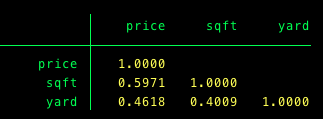 price sqft yard
price 1.0000
sqft 0.5971 1.0000
yard 0.4618 0.4009 1.0000